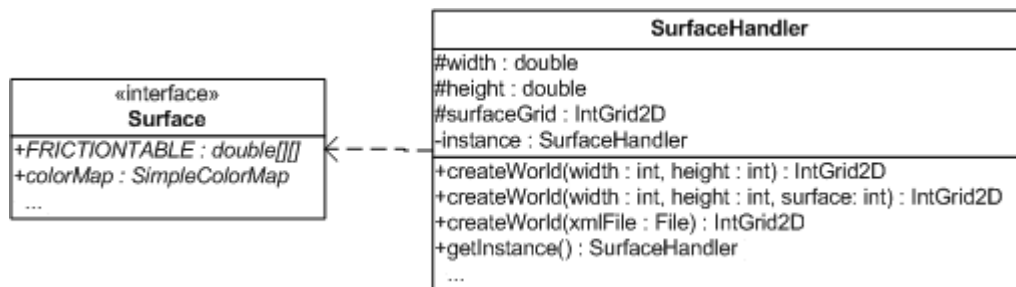 «interface»
Surface
+FRICTIONTABLE : double[][]
+colorMap : SimpleColorMap
...
SurfaceHandler
#width : double
#height : double
#surfaceGrid : IntGrid2D
-instance : SurfaceHandler
+createWorld(width : int, height : int) : IntGrid2D
+createWorld(width : int, height : int, surface: int) : IntGrid2D
+createWorld(xmlFile : File) : IntGrid2D
+getInstance() : SurfaceHandler
...